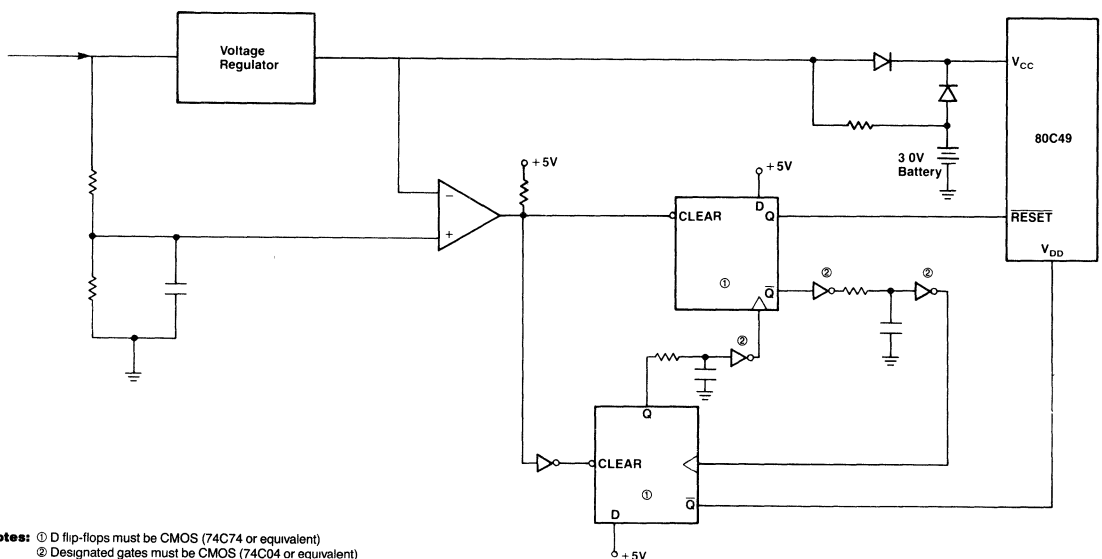 Voltage
Regulator
V_CC
80C49
3 0V
Battery
+5V
+5V
−
+
CLEAR
D
Q
RESET
V_DD
①
Q̅
②
②
②
Q
CLEAR
①
Q̅
D
+5V
otes: ① D flip-flops must be CMOS (74C74 or equivalent)
② Designated gates must be CMOS (74C04 or equivalent)